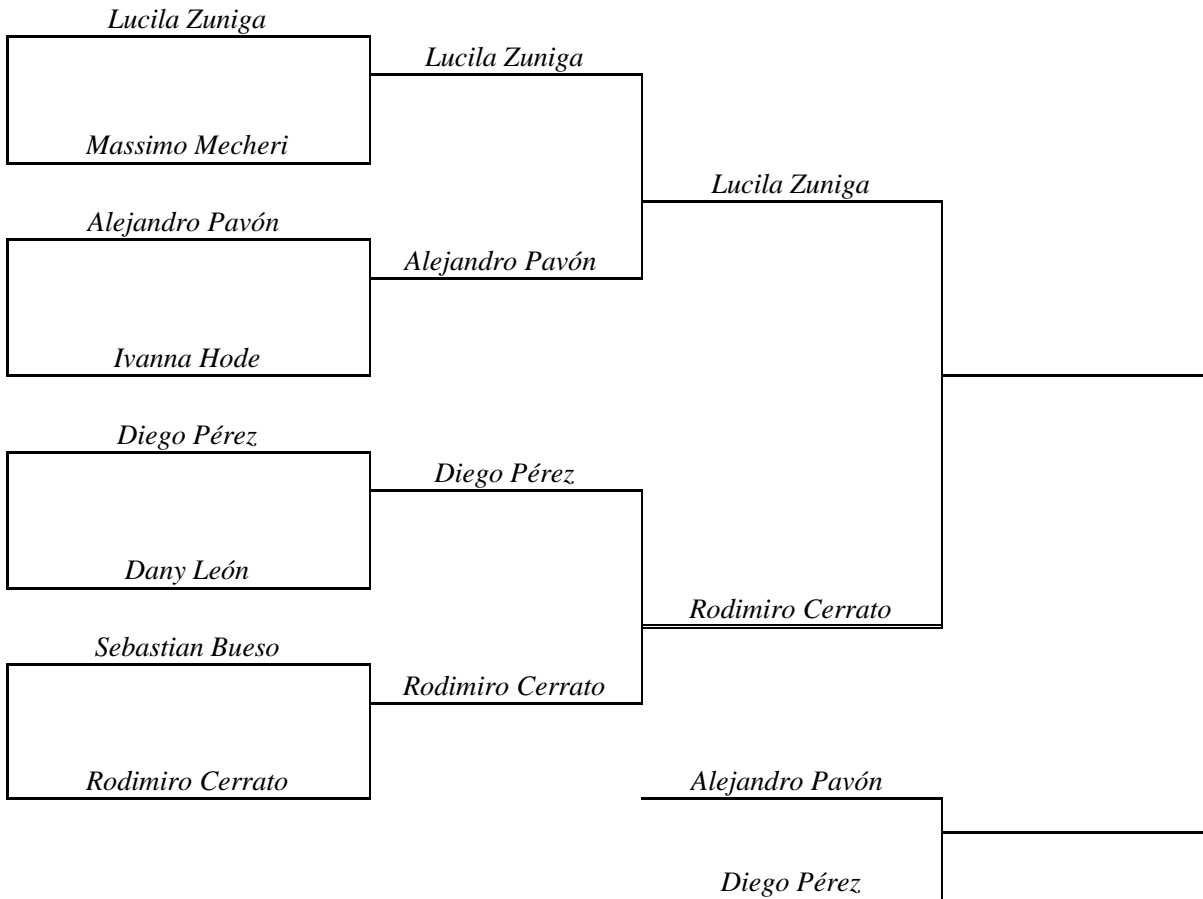 Lucila Zuniga
Lucila Zuniga
Massimo Mecheri
Lucila Zuniga
Alejandro Pavón
Alejandro Pavón
Ivanna Hode
Diego Pérez
Diego Pérez
Dany León
Rodimiro Cerrato
Sebastian Bueso
Rodimiro Cerrato
Rodimiro Cerrato
Alejandro Pavón
Diego Pérez